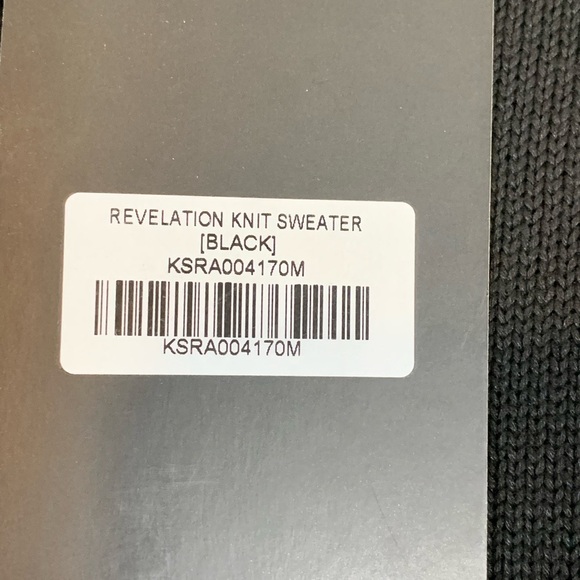 REVELATION KNIT SWEATER
[BLACK]
KSRA004170M
KSRA004170M